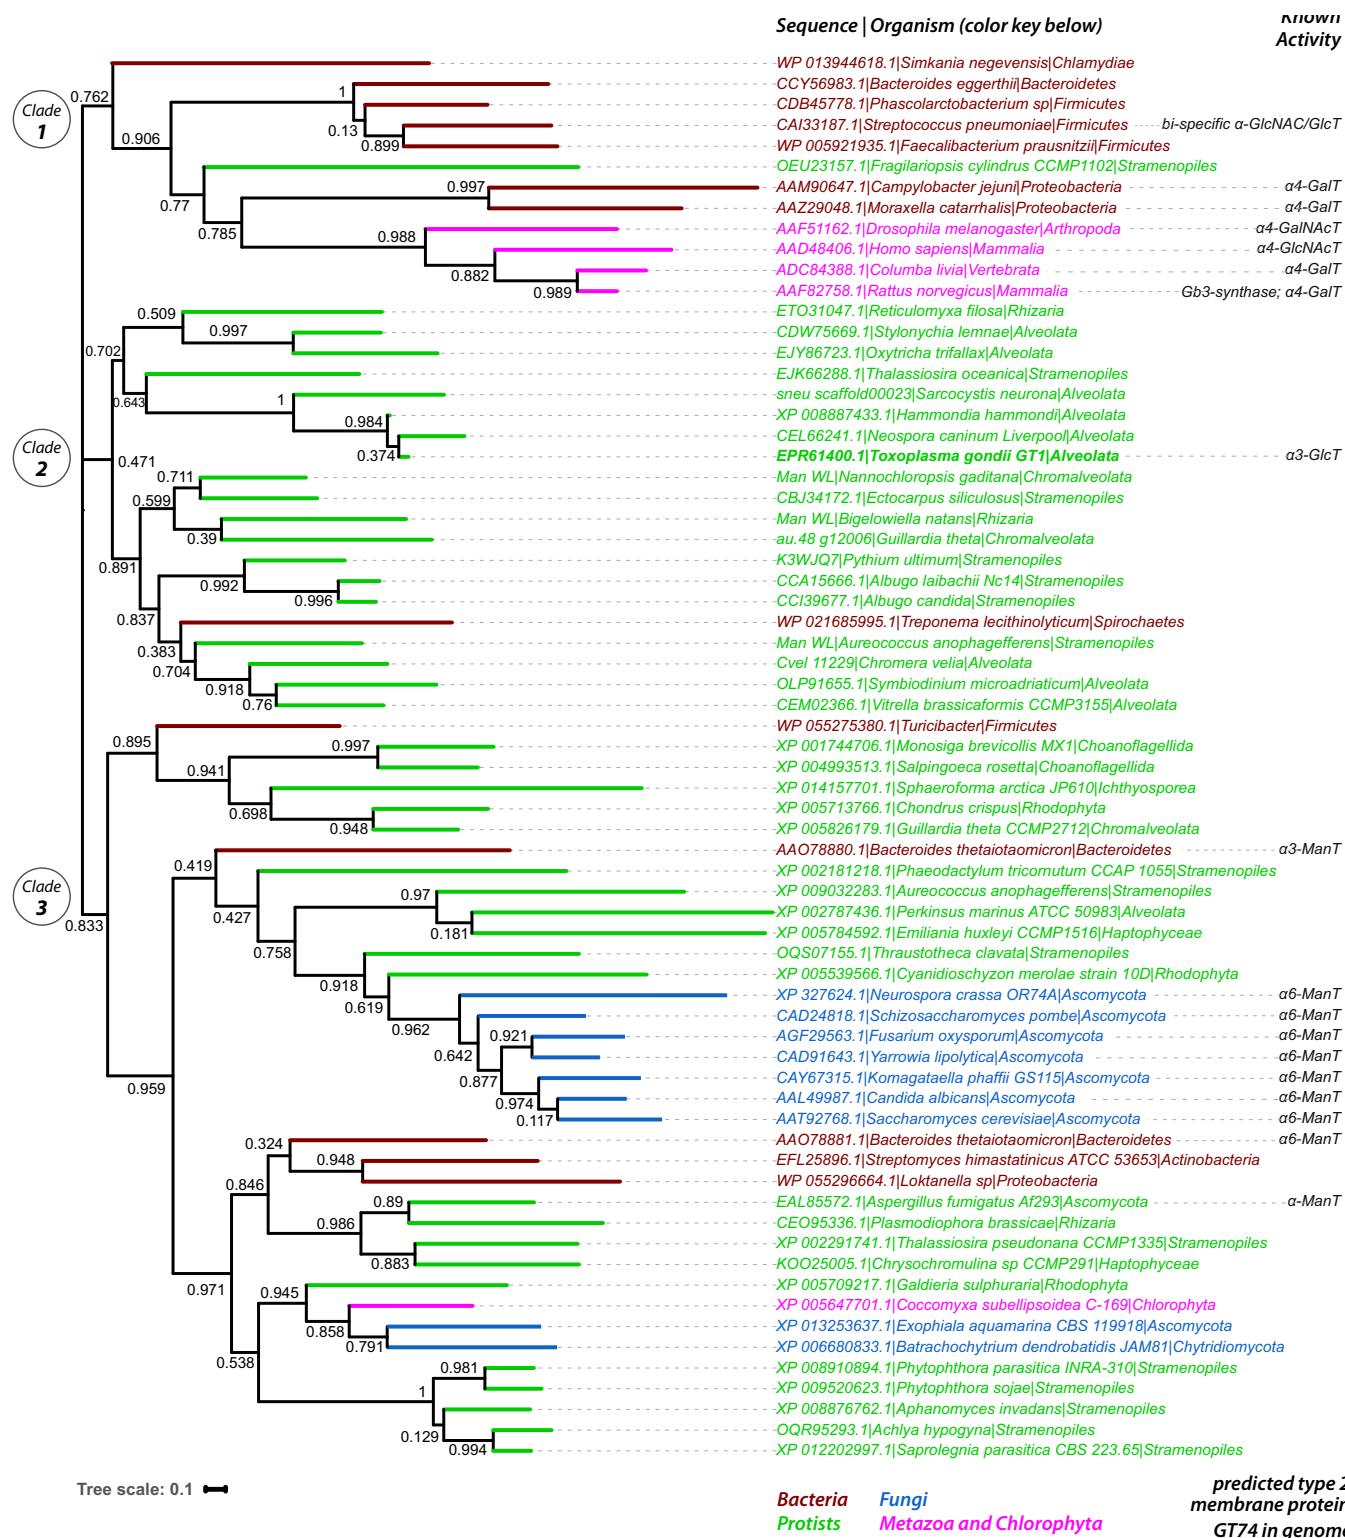 Sequence | Organism (color key below)
Known
Activity
Clade
1
Clade
2
Clade
3
WP 013944618.1|Simkania negevensis|Chlamydiae
CCY56983.1|Bacteroides eggerthii|Bacteroidetes
CDB45778.1|Phascolarctobacterium sp|Firmicutes
CAI33187.1|Streptococcus pneumoniae|Firmicutes bi-specific α-GlcNAC/GlcT
WP 005921935.1|Faecalibacterium prausnitzii|Firmicutes
OEU23157.1|Fragilariopsis cylindrus CCMP1102|Stramenopiles
AAM90647.1|Campylobacter jejuni|Proteobacteria α4-GalT
AAZ29048.1|Moraxella catarrhalis|Proteobacteria α4-GalT
AAF51162.1|Drosophila melanogaster|Arthropoda α4-GalNAcT
AAD48406.1|Homo sapiens|Mammalia α4-GlcNAcT
ADC84388.1|Columba livia|Vertebrata α4-GalT
AAF82758.1|Rattus norvegicus|Mammalia Gb3-synthase; α4-GalT
ETO31047.1|Reticulomyxa filosa|Rhizaria
CDW75669.1|Stylonychia lemnae|Alveolata
EJY86723.1|Oxytricha trifallax|Alveolata
EJK66288.1|Thalassiosira oceanica|Stramenopiles
sneu scaffold00023|Sarcocystis neurona|Alveolata
XP 008887433.1|Hammondia hammondi|Alveolata
CEL66241.1|Neospora caninum Liverpool|Alveolata
EPR61400.1|Toxoplasma gondii GT1|Alveolata α3-GlcT
Man WL|Nannochloropsis gaditana|Chromalveolata
CBJ34172.1|Ectocarpus siliculosus|Stramenopiles
Man WL|Bigelowiella natans|Rhizaria
au.48 g12006|Guillardia theta|Chromalveolata
K3WJQ7|Pythium ultimum|Stramenopiles
CCA15666.1|Albugo laibachii Nc14|Stramenopiles
CCI39677.1|Albugo candida|Stramenopiles
WP 021685995.1|Treponema lecithinolyticum|Spirochaetes
Man WL|Aureococcus anophagefferens|Stramenopiles
Cvel 11229|Chromera velia|Alveolata
OLP91655.1|Symbiodinium microadriaticum|Alveolata
CEM02366.1|Vitrella brassicaformis CCMP3155|Alveolata
WP 055275380.1|Turicibacter|Firmicutes
XP 001744706.1|Monosiga brevicollis MX1|Choanoflagellida
XP 004993513.1|Salpingoeca rosetta|Choanoflagellida
XP 014157701.1|Sphaeroforma arctica JP610|Ichthyosporea
XP 005713766.1|Chondrus crispus|Rhodophyta
XP 005826179.1|Guillardia theta CCMP2712|Chromalveolata
AAO78880.1|Bacteroides thetaiotaomicron|Bacteroidetes α3-ManT
XP 002181218.1|Phaeodactylum tricornutum CCAP 1055|Stramenopiles
XP 009032283.1|Aureococcus anophagefferens|Stramenopiles
XP 002787436.1|Perkinsus marinus ATCC 50983|Alveolata
XP 005784592.1|Emiliania huxleyi CCMP1516|Haptophyceae
OQS07155.1|Thraustotheca clavata|Stramenopiles
XP 005539566.1|Cyanidioschyzon merolae strain 10D|Rhodophyta
XP 327624.1|Neurospora crassa OR74A|Ascomycota α6-ManT
CAD24818.1|Schizosaccharomyces pombe|Ascomycota α6-ManT
AGF29563.1|Fusarium oxysporum|Ascomycota α6-ManT
CAD91643.1|Yarrowia lipolytica|Ascomycota α6-ManT
CAY67315.1|Komagataella phaffii GS115|Ascomycota α6-ManT
AAL49987.1|Candida albicans|Ascomycota α6-ManT
AAT92768.1|Saccharomyces cerevisiae|Ascomycota α6-ManT
AAO78881.1|Bacteroides thetaiotaomicron|Bacteroidetes α6-ManT
EFL25896.1|Streptomyces himastatinicus ATCC 53653|Actinobacteria
WP 055296664.1|Loktanella sp|Proteobacteria
EAL85572.1|Aspergillus fumigatus Af293|Ascomycota α-ManT
CEO95336.1|Plasmodiophora brassicae|Rhizaria
XP 002291741.1|Thalassiosira pseudonana CCMP1335|Stramenopiles
KOO25005.1|Chrysochromulina sp CCMP291|Haptophyceae
XP 005709217.1|Galdieria sulphuraria|Rhodophyta
XP 005647701.1|Coccomyxa subellipsoidea C-169|Chlorophyta
XP 013253637.1|Exophiala aquamarina CBS 119918|Ascomycota
XP 006680833.1|Batrachochytrium dendrobatidis JAM81|Chytridiomycota
XP 008910894.1|Phytophthora parasitica INRA-310|Stramenopiles
XP 009520623.1|Phytophthora sojae|Stramenopiles
XP 008876762.1|Aphanomyces invadans|Stramenopiles
OQR95293.1|Achlya hypogyna|Stramenopiles
XP 012202997.1|Saprolegnia parasitica CBS 223.65|Stramenopiles
0.762
1
0.13
0.906
0.899
0.997
0.77
0.785
0.988
0.882
0.989
0.509
0.997
0.702
0.643
1
0.984
0.374
0.471
0.711
0.599
0.39
0.891
0.992
0.996
0.837
0.383
0.704
0.918
0.76
0.895
0.997
0.941
0.698
0.948
0.419
0.97
0.427
0.833
0.181
0.758
0.918
0.619
0.962
0.921
0.642
0.877
0.959
0.974
0.117
0.324
0.948
0.846
0.89
0.986
0.883
0.971
0.945
0.858
0.791
0.538
0.981
1
0.129
0.994
Tree scale: 0.1
Bacteria Fungi
Protists Metazoa and Chlorophyta
predicted type 2
membrane protein
GT74 in genome